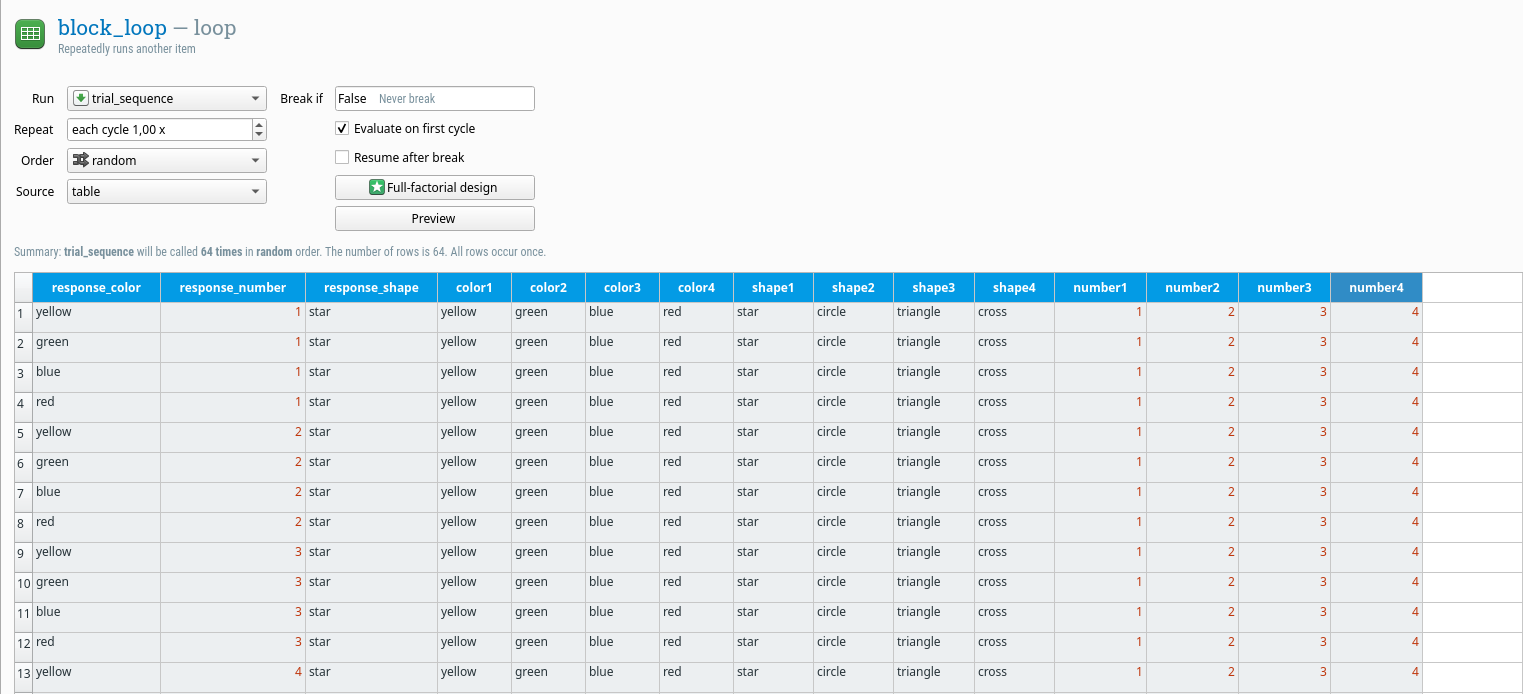 block_loop — loop
Repeatedly runs another item
Run trial_sequence Break if False Never break
Repeat each cycle 1,00 x Evaluate on first cycle
Order random Resume after break
Source table Full-factorial design
Preview
Summary: trial_sequence will be called 64 times in random order. The number of rows is 64. All rows occur once.
response_color response_number response_shape color1 color2 color3 color4 shape1 shape2 shape3 shape4 number1 number2 number3 number4
1 yellow 1 star yellow green blue red star circle triangle cross 1 2 3 4
2 green 1 star yellow green blue red star circle triangle cross 1 2 3 4
3 blue 1 star yellow green blue red star circle triangle cross 1 2 3 4
4 red 1 star yellow green blue red star circle triangle cross 1 2 3 4
5 yellow 2 star yellow green blue red star circle triangle cross 1 2 3 4
6 green 2 star yellow green blue red star circle triangle cross 1 2 3 4
7 blue 2 star yellow green blue red star circle triangle cross 1 2 3 4
8 red 2 star yellow green blue red star circle triangle cross 1 2 3 4
9 yellow 3 star yellow green blue red star circle triangle cross 1 2 3 4
10 green 3 star yellow green blue red star circle triangle cross 1 2 3 4
11 blue 3 star yellow green blue red star circle triangle cross 1 2 3 4
12 red 3 star yellow green blue red star circle triangle cross 1 2 3 4
13 yellow 4 star yellow green blue red star circle triangle cross 1 2 3 4